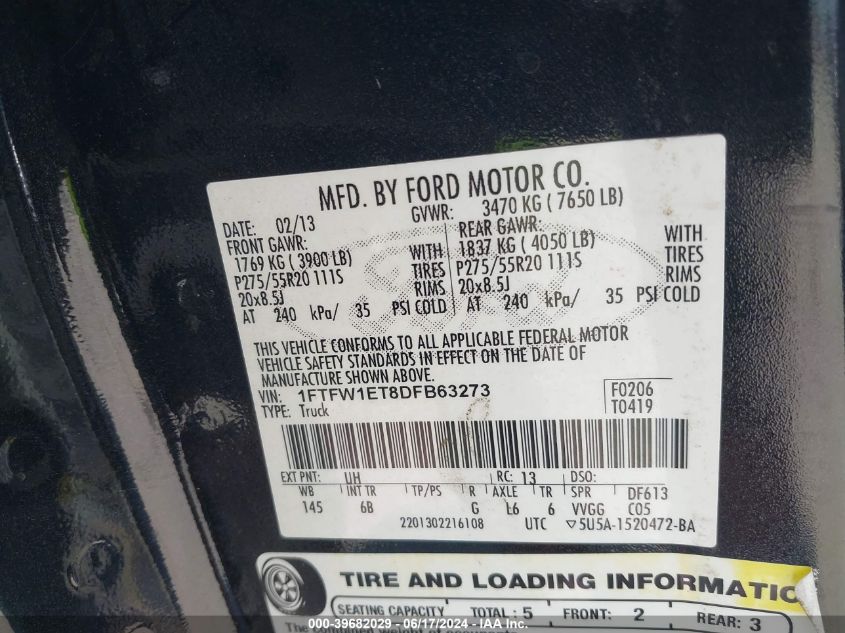 MFD. BY FORD MOTOR CO.
DATE: 02/13 GVWR: 3470 KG ( 7650 LB)
FRONT GAWR: REAR GAWR:
1769 KG ( 3900 LB) WITH 1837 KG ( 4050 LB) WITH
P275/55R20 111S TIRES P275/55R20 111S TIRES
20x8.5J RIMS 20x8.5J RIMS
AT 240 kPa/ 35 PSI COLD AT 240 kPa/ 35 PSI COLD
THIS VEHICLE CONFORMS TO ALL APPLICABLE FEDERAL MOTOR
VEHICLE SAFETY STANDARDS IN EFFECT ON THE DATE OF
MANUFACTURE SHOWN ABOVE.
VIN: 1FTFW1ET8DFB63273 F0206
TYPE: Truck T0419
EXT PNT: UH RC: 13 DSO:
WB INT TR TP/PS R AXLE TR SPR DF613
145 6B G L6 6 VVGG C05
2201302216108 UTC ▽5U5A-1520472-BA
TIRE AND LOADING INFORMATIO
SEATING CAPACITY TOTAL : 5 FRONT: 2 REAR: 3
The combined weight of occupants
000-39682029 - 06/17/2024 - IAA, Inc.